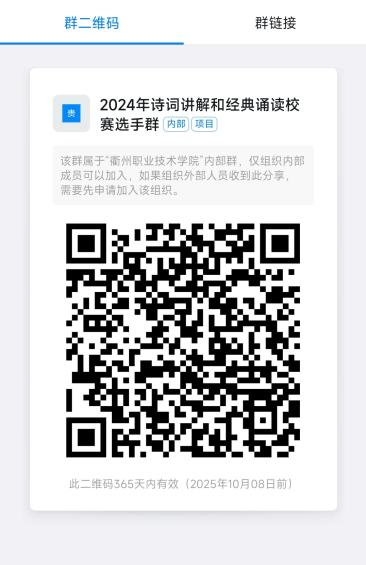 群二维码 群链接
贵
2024年诗词讲解和经典诵读校
赛选手群 内部 项目
该群属于“衢州职业技术学院”内部群，仅组织内部
成员可以加入，如果组织外部人员收到此分享，
需要先申请加入该组织。
此二维码365天内有效（2025年10月08日前）